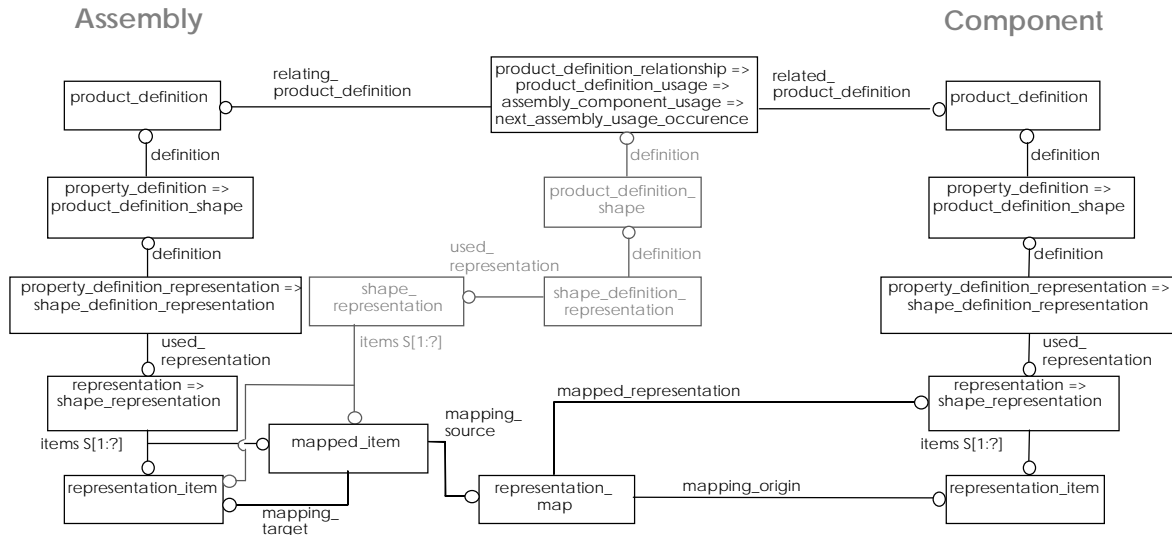 Assembly
Component
relating_
product_definition
product_definition_relationship =>
product_definition_usage =>
assembly_component_usage =>
next_assembly_usage_occurence
related_
product_definition
product_definition
product_definition
definition
definition
definition
property_definition =>
product_definition_shape
product_definition_
shape
property_definition =>
product_definition_shape
definition
used_
representation
definition
definition
property_definition_representation =>
shape_definition_representation
shape_
representation
shape_definition_
representation
property_definition_representation =>
shape_definition_representation
used_
representation
items S[1:?]
used_
representation
representation =>
shape_representation
mapped_representation
representation =>
shape_representation
items S[1:?]
mapped_item
mapping_
source
items S[1:?]
representation_item
mapping_
target
representation_
map
mapping_origin
representation_item